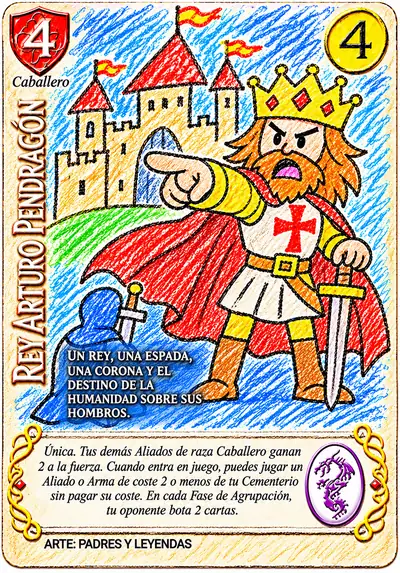 4
4
Caballero
REY ARTURO PENDRAGÓN
UN REY, UNA ESPADA,
UNA CORONA Y EL
DESTINO DE LA
HUMANIDAD SOBRE SUS
HOMBROS.
Única. Tus demás Aliados de raza Caballero ganan
2 a la fuerza. Cuando entra en juego, puedes jugar un
Aliado o Arma de coste 2 o menos de tu Cementerio
sin pagar su coste. En cada Fase de Agrupación,
tu oponente bota 2 cartas.
ARTE: PADRES Y LEYENDAS